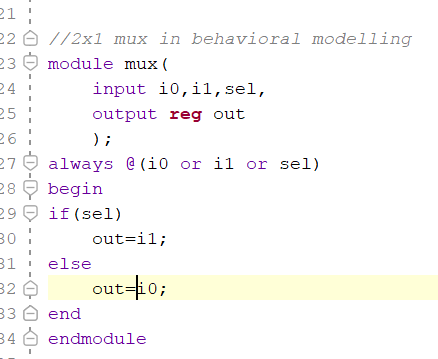 21
22 //2x1 mux in behavioral modelling
23 module mux(
24 input i0,i1,sel,
25 output reg out
26 );
27 always @(i0 or i1 or sel)
28 begin
29 if(sel)
30 out=i1;
31 else
32 out=i0;
33 end
34 endmodule